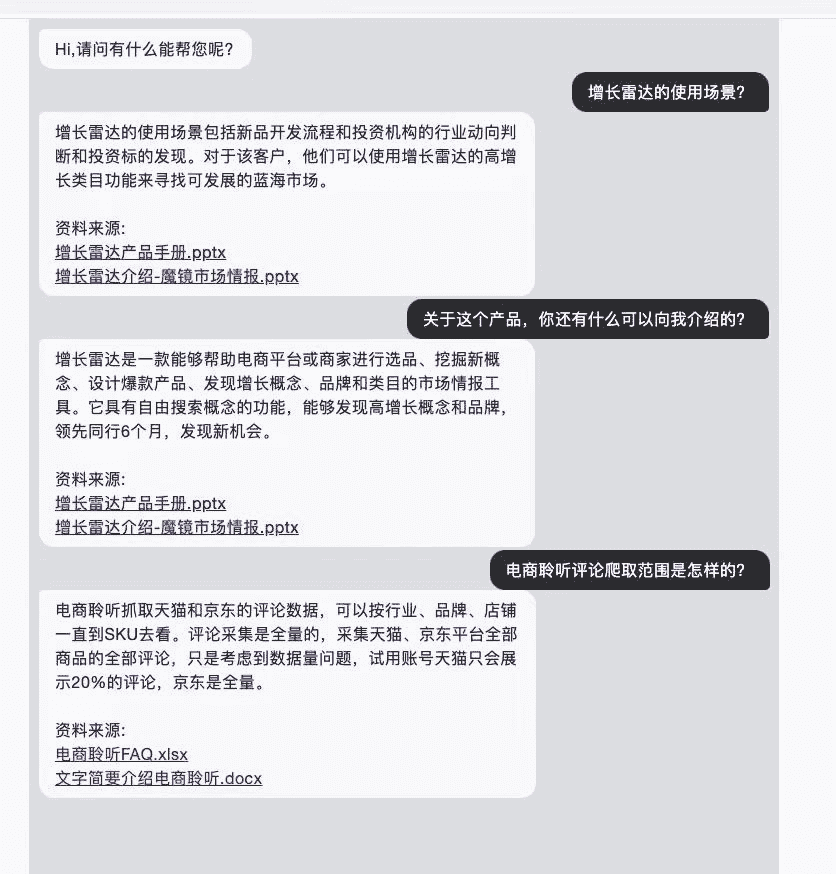 Hi,请问有什么能帮您呢?
增长雷达的使用场景?
增长雷达的使用场景包括新品开发流程和投资机构的行业动向判
断和投资标的发现。对于该客户，他们可以使用增长雷达的高增
长类目功能来寻找可发展的蓝海市场。
资料来源:
增长雷达产品手册.pptx
增长雷达介绍-魔镜市场情报.pptx
关于这个产品，你还有什么可以向我介绍的?
增长雷达是一款能够帮助电商平台或商家进行选品、挖掘新概
念、设计爆款产品、发现增长概念、品牌和类目的市场情报工
具。它具有自由搜索概念的功能，能够发现高增长概念和品牌，
领先同行6个月，发现新机会。
资料来源:
增长雷达产品手册.pptx
增长雷达介绍-魔镜市场情报.pptx
电商聆听评论爬取范围是怎样的?
电商聆听抓取天猫和京东的评论数据，可以按行业、品牌、店铺
一直到SKU去看。评论采集是全量的，采集天猫、京东平台全部
商品的全部评论，只是考虑到数据量问题，试用账号天猫只会展
示20%的评论，京东是全量。
资料来源:
电商聆听FAQ.xlsx
文字简要介绍电商聆听.docx